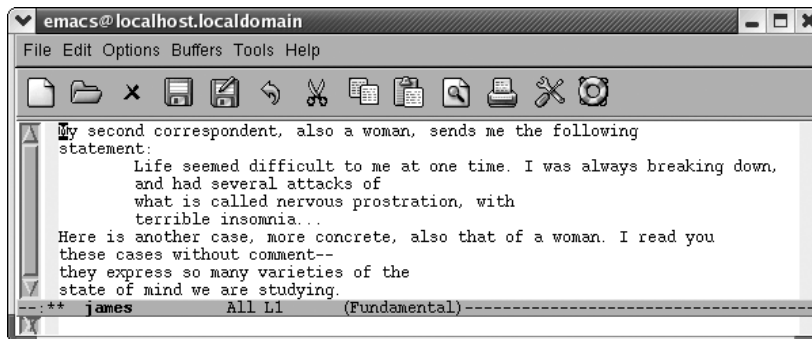 emacs@localhost.localdomain
File Edit Options Buffers Tools Help
My second correspondent, also a woman, sends me the following
statement:
Life seemed difficult to me at one time. I was always breaking down,
and had several attacks of
what is called nervous prostration, with
terrible insomnia...
Here is another case, more concrete, also that of a woman. I read you
these cases without comment--
they express so many varieties of the
state of mind we are studying.
--:** james All L1 (Fundamental)------------------------------------